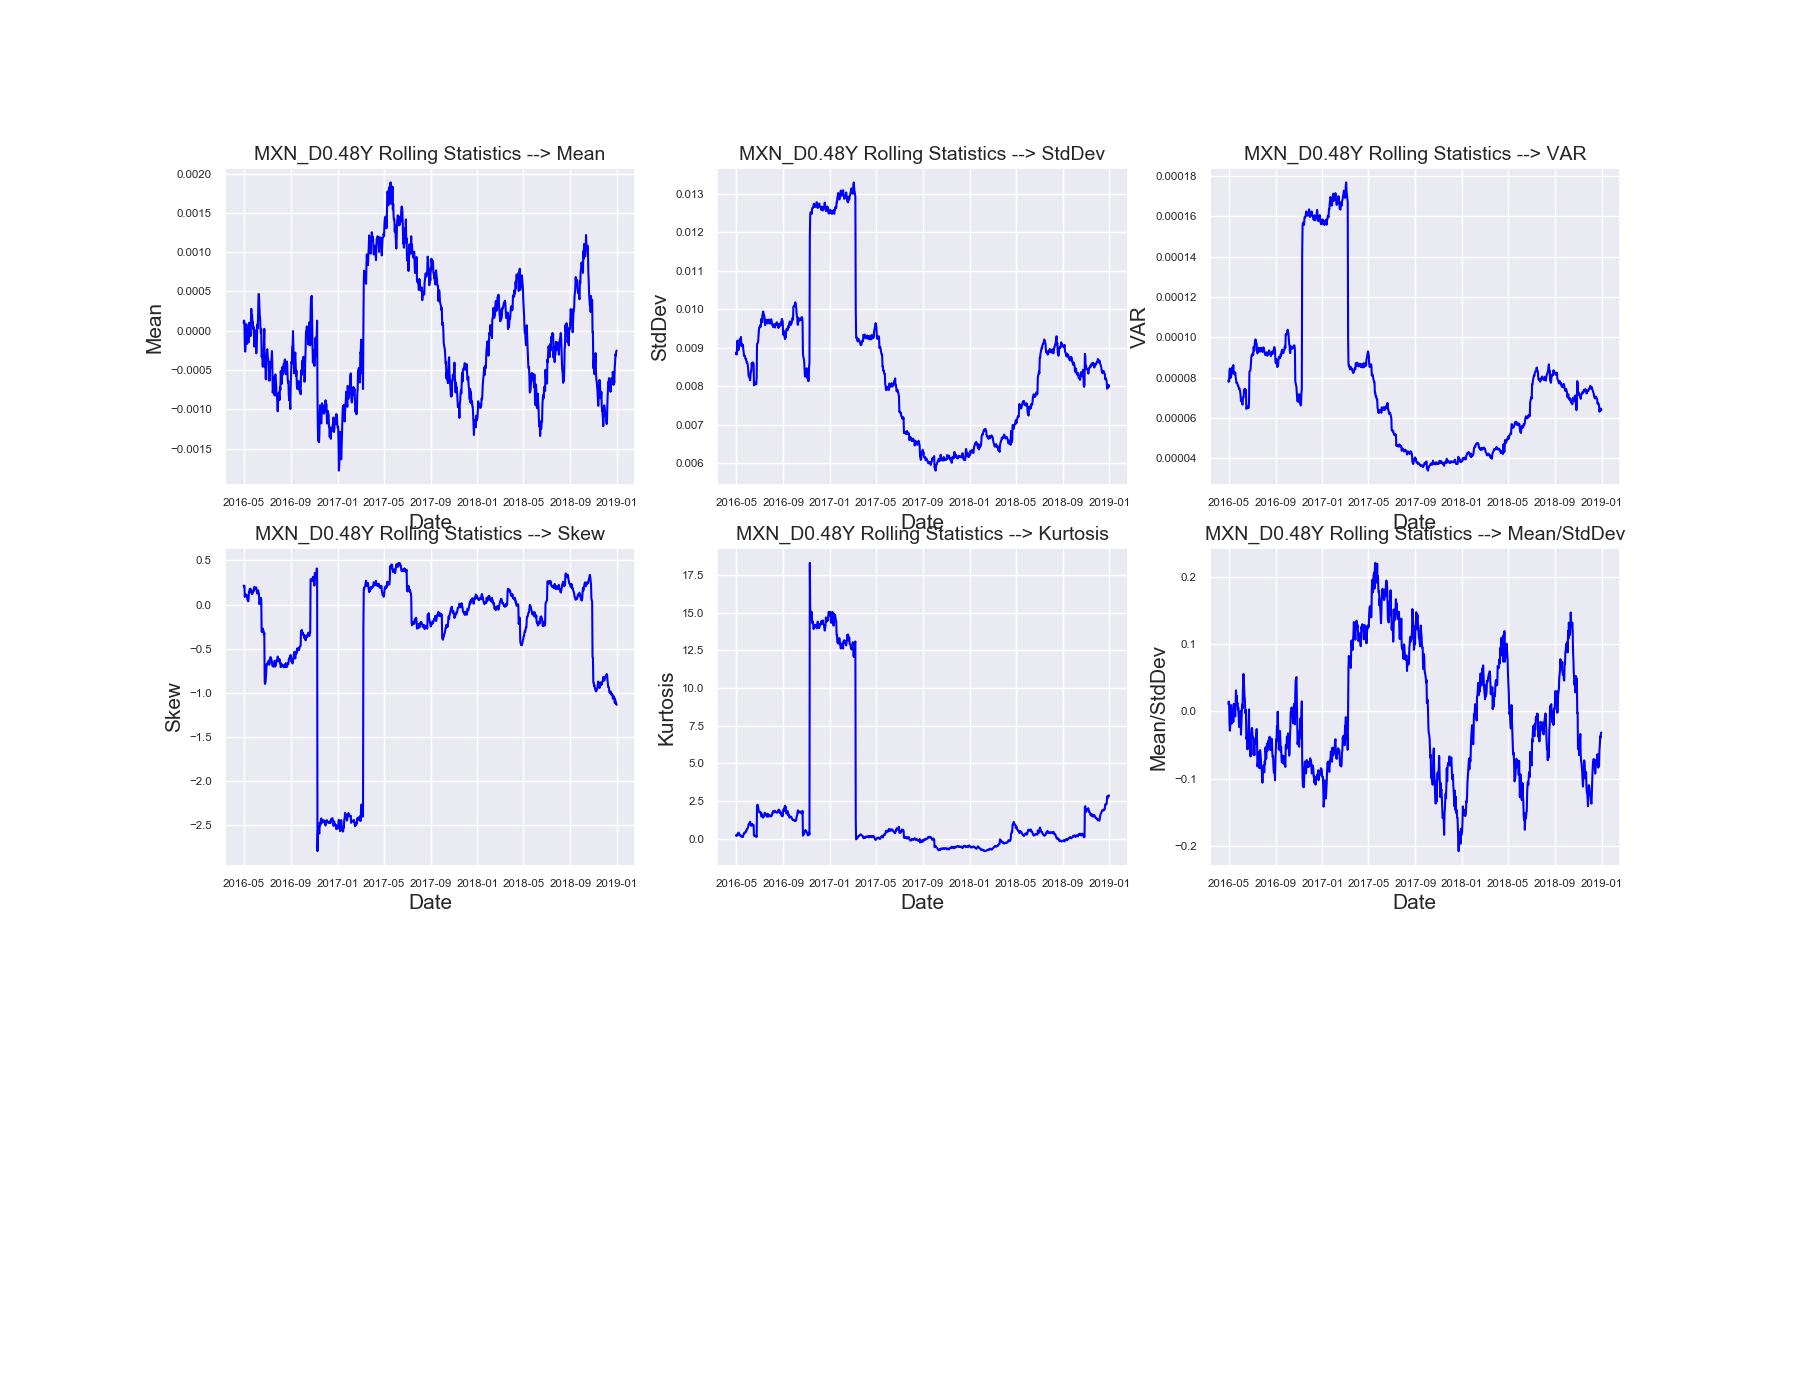 MXN_D0.48Y Rolling Statistics --> Mean
MXN_D0.48Y Rolling Statistics --> StdDev
MXN_D0.48Y Rolling Statistics --> VAR
Mean
0.0020
0.0015
0.0010
0.0005
0.0000
−0.0005
−0.0010
−0.0015
2016-05 2016-09 2017-01 2017-05 2017-09 2018-01 2018-05 2018-09 2019-01
Date
StdDev
0.013
0.012
0.011
0.010
0.009
0.008
0.007
0.006
2016-05 2016-09 2017-01 2017-05 2017-09 2018-01 2018-05 2018-09 2019-01
Date
VAR
0.00018
0.00016
0.00014
0.00012
0.00010
0.00008
0.00006
0.00004
2016-05 2016-09 2017-01 2017-05 2017-09 2018-01 2018-05 2018-09 2019-01
Date
MXN_D0.48Y Rolling Statistics --> Skew
MXN_D0.48Y Rolling Statistics --> Kurtosis
MXN_D0.48Y Rolling Statistics --> Mean/StdDev
Skew
0.5
0.0
−0.5
−1.0
−1.5
−2.0
−2.5
2016-05 2016-09 2017-01 2017-05 2017-09 2018-01 2018-05 2018-09 2019-01
Date
Kurtosis
17.5
15.0
12.5
10.0
7.5
5.0
2.5
0.0
2016-05 2016-09 2017-01 2017-05 2017-09 2018-01 2018-05 2018-09 2019-01
Date
Mean/StdDev
0.2
0.1
0.0
−0.1
−0.2
2016-05 2016-09 2017-01 2017-05 2017-09 2018-01 2018-05 2018-09 2019-01
Date